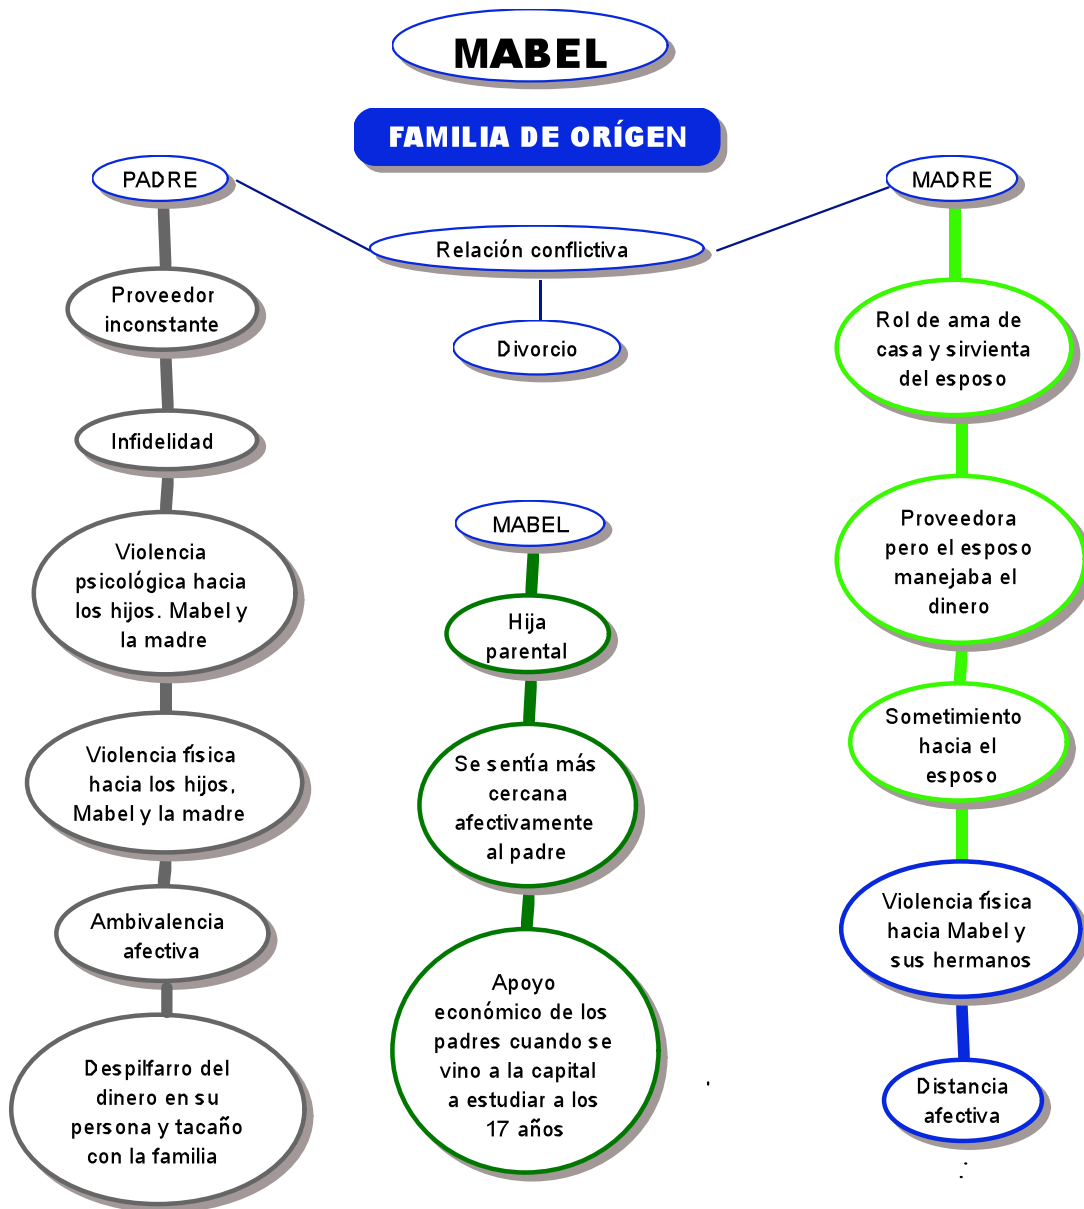 MABEL
FAMILIA DE ORÍGEN
PADRE
MADRE
Relación conflictiva
Divorcio
Proveedor
inconstante
Infidelidad
Violencia
psicológica hacia
los hijos. Mabel y
la madre
Violencia física
hacia los hijos,
Mabel y la madre
Ambivalencia
afectiva
Despilfarro del
dinero en su
persona y tacaño
con la familia
MABEL
Hija
parental
Se sentía más
cercana
afectivamente
al padre
Apoyo
económico de los
padres cuando se
vino a la capital
a estudiar a los
17 años
Rol de ama de
casa y sirvienta
del esposo
Proveedora
pero el esposo
manejaba el
dinero
Sometimiento
hacia el
esposo
Violencia física
hacia Mabel y
sus hermanos
Distancia
afectiva